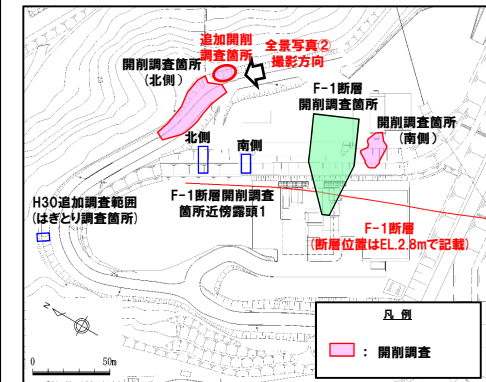 追加開削
調査箇所
全景写真②
撮影方向
開削調査箇所
(北側)
F-1断層
開削調査箇所
開削調査箇所
(南側)
北側
南側
H30追加調査範囲
(はぎとり調査箇所)
F-1断層開削調査
箇所近傍露頭1
F-1断層
(断層位置はEL.2.8mで記載)
N
0
50m
凡 例
: 開削調査